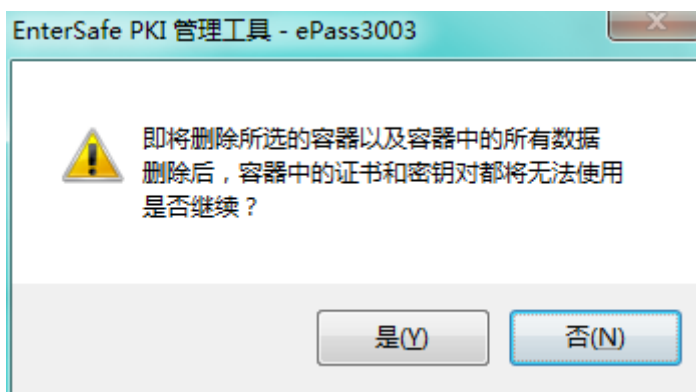 EnterSafe PKI 管理工具 - ePass3003
即将删除所选的容器以及容器中的所有数据
删除后，容器中的证书和密钥对都将无法使用
是否继续？
是(Y)
否(N)